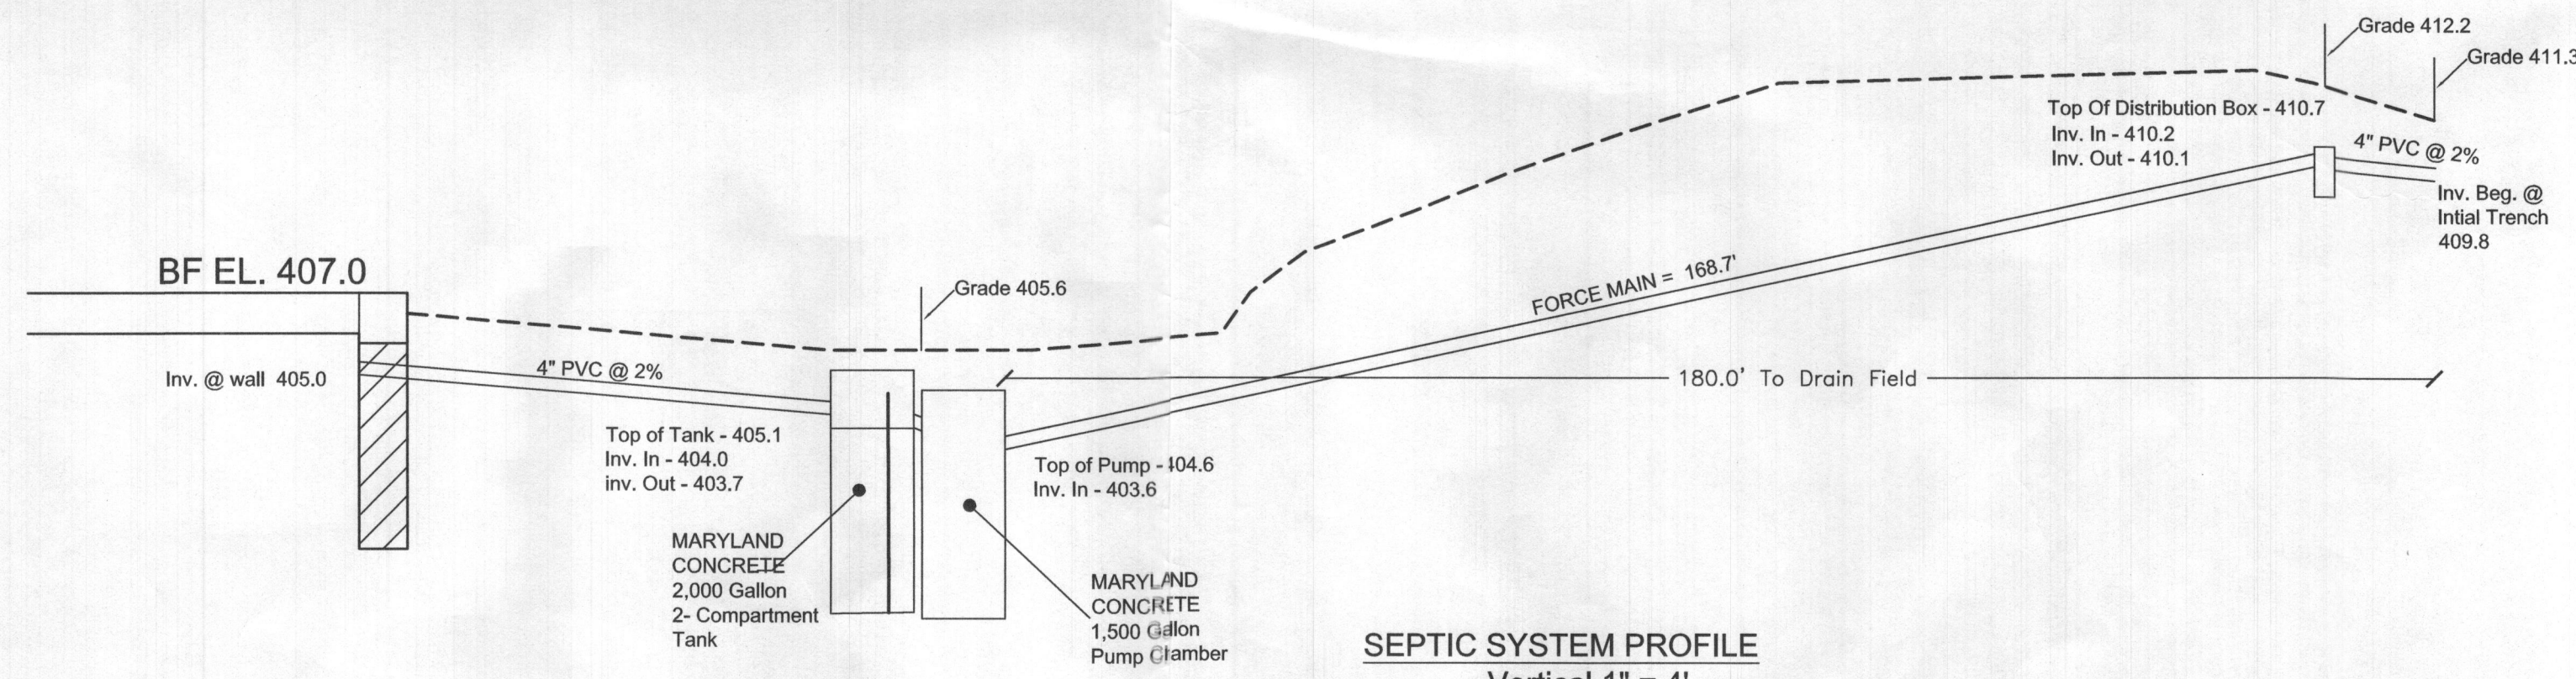 Grade 412.2
Grade 411.3
Top Of Distribution Box - 410.7
Inv. In - 410.2
Inv. Out - 410.1
4" PVC @ 2%
Inv. Beg. @
Intial Trench
409.8
BF EL. 407.0
Grade 405.6
FORCE MAIN = 168.7'
180.0' To Drain Field
Inv. @ wall 405.0
4" PVC @ 2%
Top of Tank - 405.1
Inv. In - 404.0
inv. Out - 403.7
Top of Pump - 404.6
Inv. In - 403.6
MARYLAND
CONCRETE
2,000 Gallon
2- Compartment
Tank
MARYLAND
CONCRETE
1,500 Gallon
Pump Chamber
SEPTIC SYSTEM PROFILE
Vertical 1" = 4'